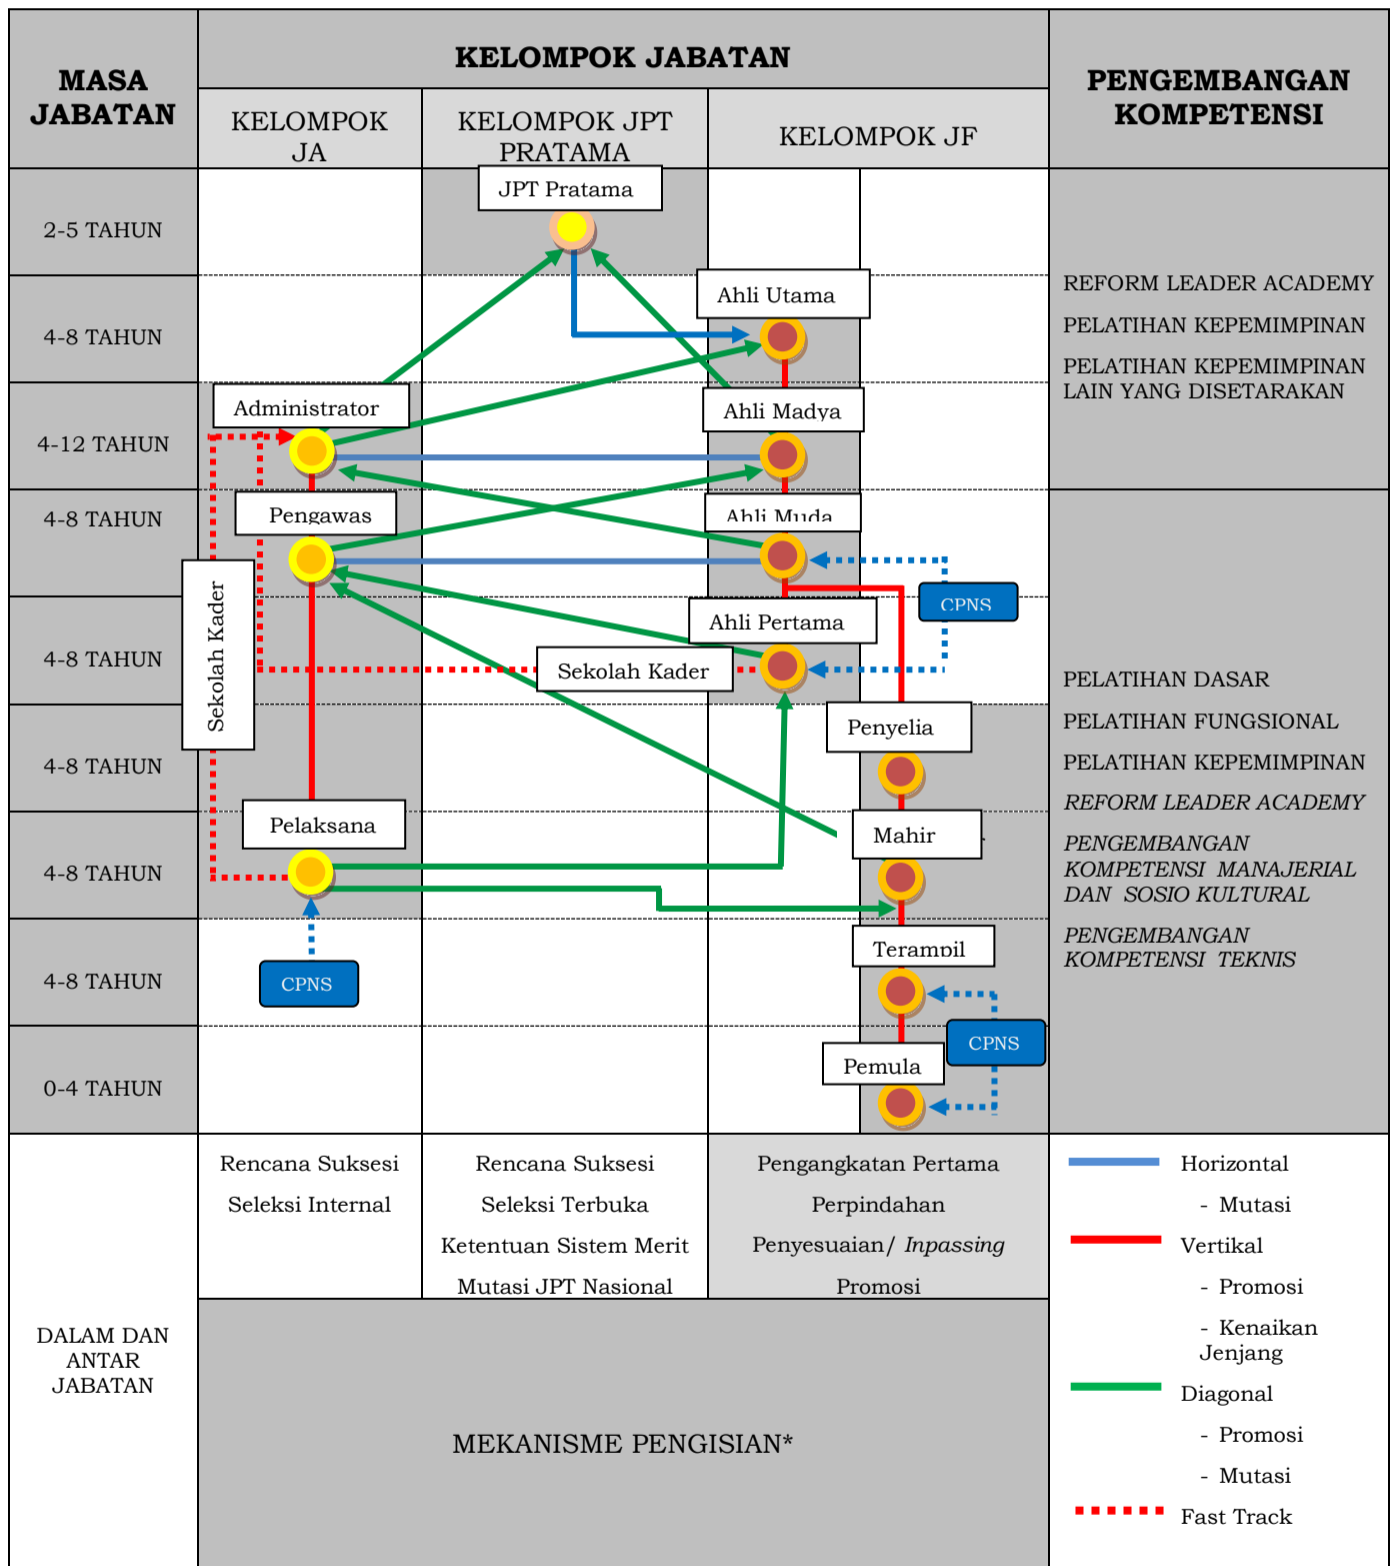 MASA
JABATAN
KELOMPOK JABATAN
PENGEMBANGAN
KOMPETENSI
KELOMPOK
JA
KELOMPOK JPT
PRATAMA
KELOMPOK JF
2-5 TAHUN
4-8 TAHUN
4-12 TAHUN
4-8 TAHUN
4-8 TAHUN
4-8 TAHUN
4-8 TAHUN
4-8 TAHUN
0-4 TAHUN
JPT Pratama
Ahli Utama
Administrator
Ahli Madya
Pengawas
Ahli Muda
CPNS
Ahli Pertama
Sekolah Kader
Sekolah Kader
Penyelia
Pelaksana
Mahir
Terampil
CPNS
CPNS
Pemula
REFORM LEADER ACADEMY
PELATIHAN KEPEMIMPINAN
PELATIHAN KEPEMIMPINAN
LAIN YANG DISETARAKAN
PELATIHAN DASAR
PELATIHAN FUNGSIONAL
PELATIHAN KEPEMIMPINAN
REFORM LEADER ACADEMY
PENGEMBANGAN
KOMPETENSI MANAJERIAL
DAN SOSIO KULTURAL
PENGEMBANGAN
KOMPETENSI TEKNIS
DALAM DAN
ANTAR
JABATAN
Rencana Suksesi
Seleksi Internal
Rencana Suksesi
Seleksi Terbuka
Ketentuan Sistem Merit
Mutasi JPT Nasional
Pengangkatan Pertama
Perpindahan
Penyesuaian/ Inpassing
Promosi
MEKANISME PENGISIAN*
Horizontal
- Mutasi
Vertikal
- Promosi
- Kenaikan
Jenjang
Diagonal
- Promosi
- Mutasi
Fast Track